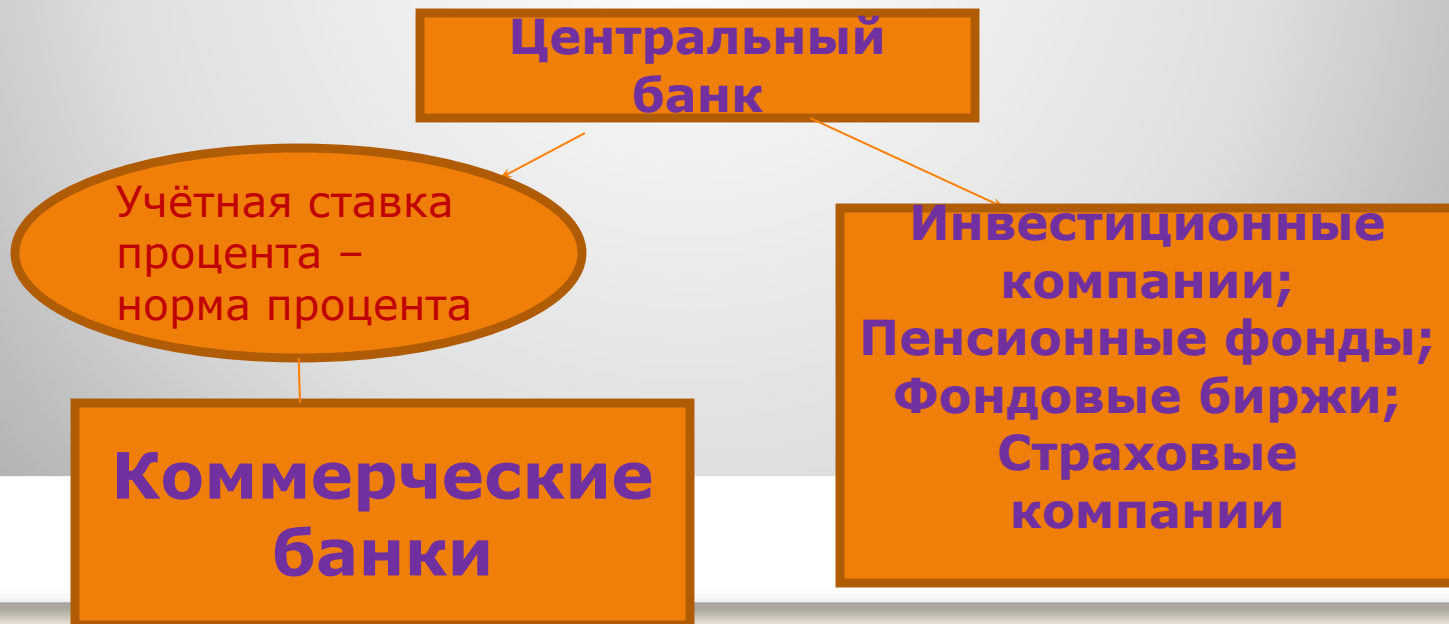 Центральный
банк
Учётная ставка
процента –
норма процента
Коммерческие
банки
Инвестиционные
компании;
Пенсионные фонды;
Фондовые биржи;
Страховые
компании